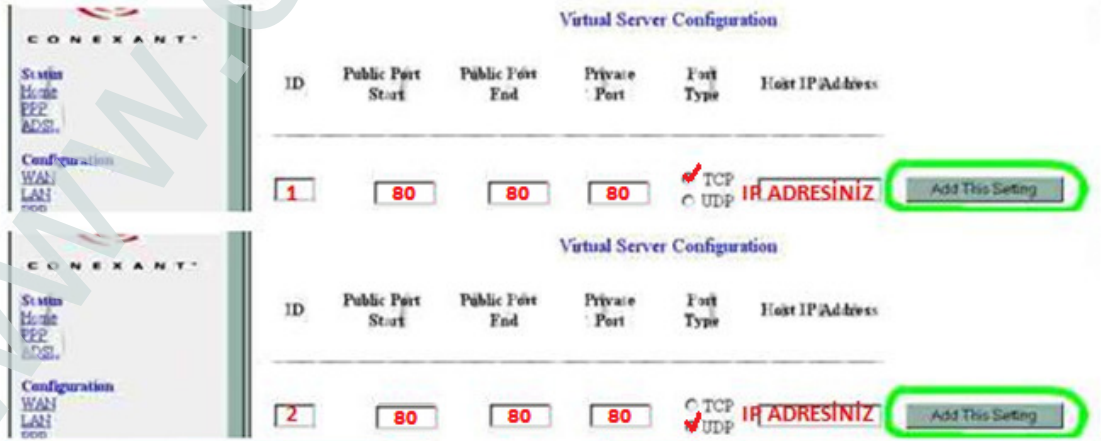 Virtual Server Configuration
CONEXANT
Status
Home
PPP
ADSL
ID Public Port Start Public Port End Private Port Port Type Host IP Address
Configuration
WAN
LAN
PPP
1 80 80 80 TCP UDP IP ADRESİNİZ Add This Setting
Virtual Server Configuration
CONEXANT
Status
Home
PPP
ADSL
ID Public Port Start Public Port End Private Port Port Type Host IP Address
Configuration
WAN
LAN
PPP
2 80 80 80 TCP UDP IP ADRESİNİZ Add This Setting